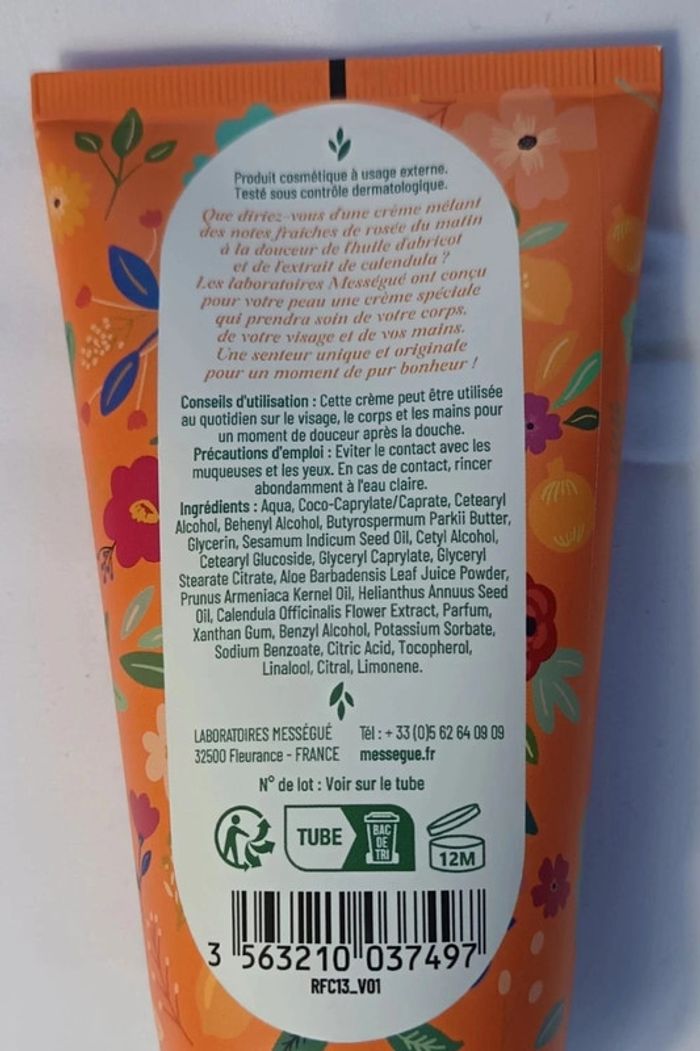 Produit cosmétique à usage externe.
Testé sous contrôle dermatologique.
Que diriez-vous d'une crème mêlant
des notes fraîches de rosée du matin
à la douceur de l'huile d'abricot
et de l'extrait de calendula ?
Les laboratoires Mességué ont conçu
pour votre peau une crème spéciale
qui prendra soin de votre corps,
de votre visage et de vos mains.
Une senteur unique et originale
pour un moment de pur bonheur !
Conseils d'utilisation : Cette crème peut être utilisée
au quotidien sur le visage, le corps et les mains pour
un moment de douceur après la douche.
Précautions d'emploi : Eviter le contact avec les
muqueuses et les yeux. En cas de contact, rincer
abondamment à l'eau claire.
Ingrédients : Aqua, Coco-Caprylate/Caprate, Cetearyl
Alcohol, Behenyl Alcohol, Butyrospermum Parkii Butter,
Glycerin, Sesamum Indicum Seed Oil, Cetyl Alcohol,
Cetearyl Glucoside, Glyceryl Caprylate, Glyceryl
Stearate Citrate, Aloe Barbadensis Leaf Juice Powder,
Prunus Armeniaca Kernel Oil, Helianthus Annuus Seed
Oil, Calendula Officinalis Flower Extract, Parfum,
Xanthan Gum, Benzyl Alcohol, Potassium Sorbate,
Sodium Benzoate, Citric Acid, Tocopherol,
Linalool, Citral, Limonene.
LABORATOIRES MESSÉGUÉ Tél : + 33 (0)5 62 64 09 09
32500 Fleurance - FRANCE messegue.fr
N° de lot : Voir sur le tube
TUBE
BAC
DE
TRI
12M
3 563210 037497
RFC13_V01